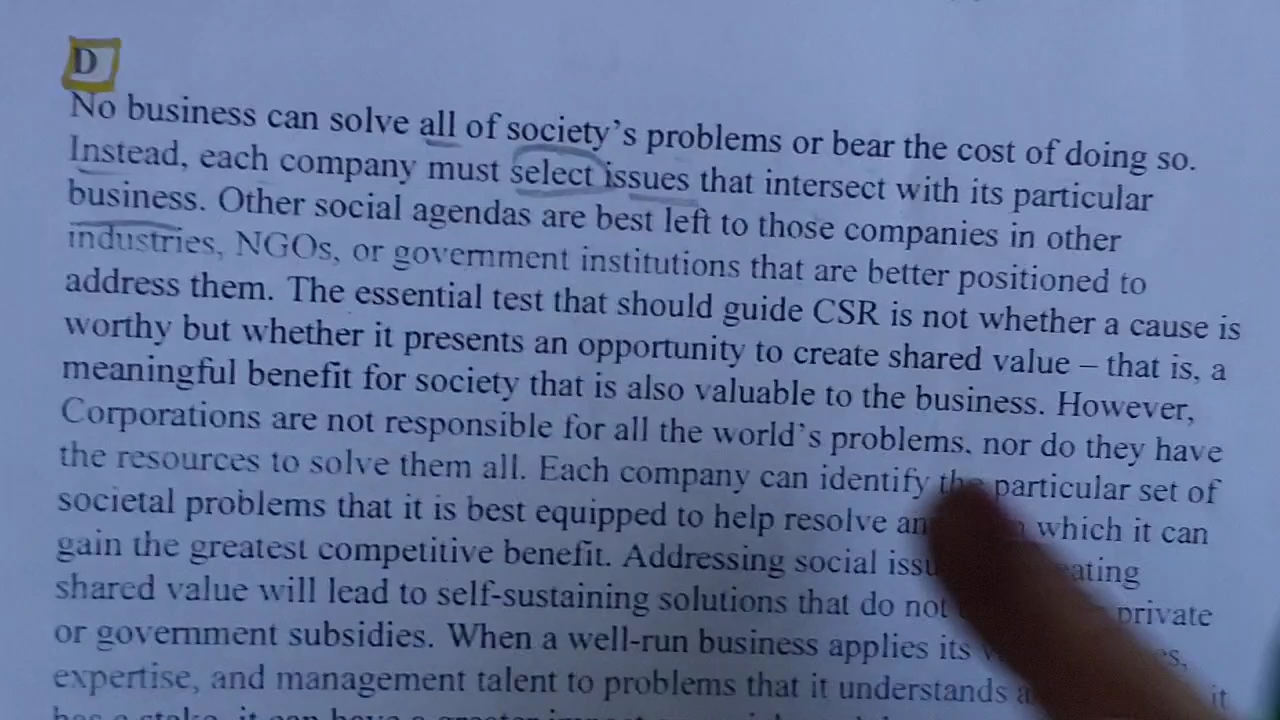 D
No business can solve all of society's problems or bear the cost of doing so.
Instead, each company must select issues that intersect with its particular
business. Other social agendas are best left to those companies in other
industries, NGOs, or government institutions that are better positioned to
address them. The essential test that should guide CSR is not whether a cause is
worthy but whether it presents an opportunity to create shared value – that is, a
meaningful benefit for society that is also valuable to the business. However,
Corporations are not responsible for all the world's problems, nor do they have
the resources to solve them all. Each company can identify the particular set of
societal problems that it is best equipped to help resolve which it can
gain the greatest competitive benefit. Addressing social
shared value will lead to self-sustaining solutions that do not private
or government subsidies. When a well-run business applies its
expertise, and management talent to problems that it understands it